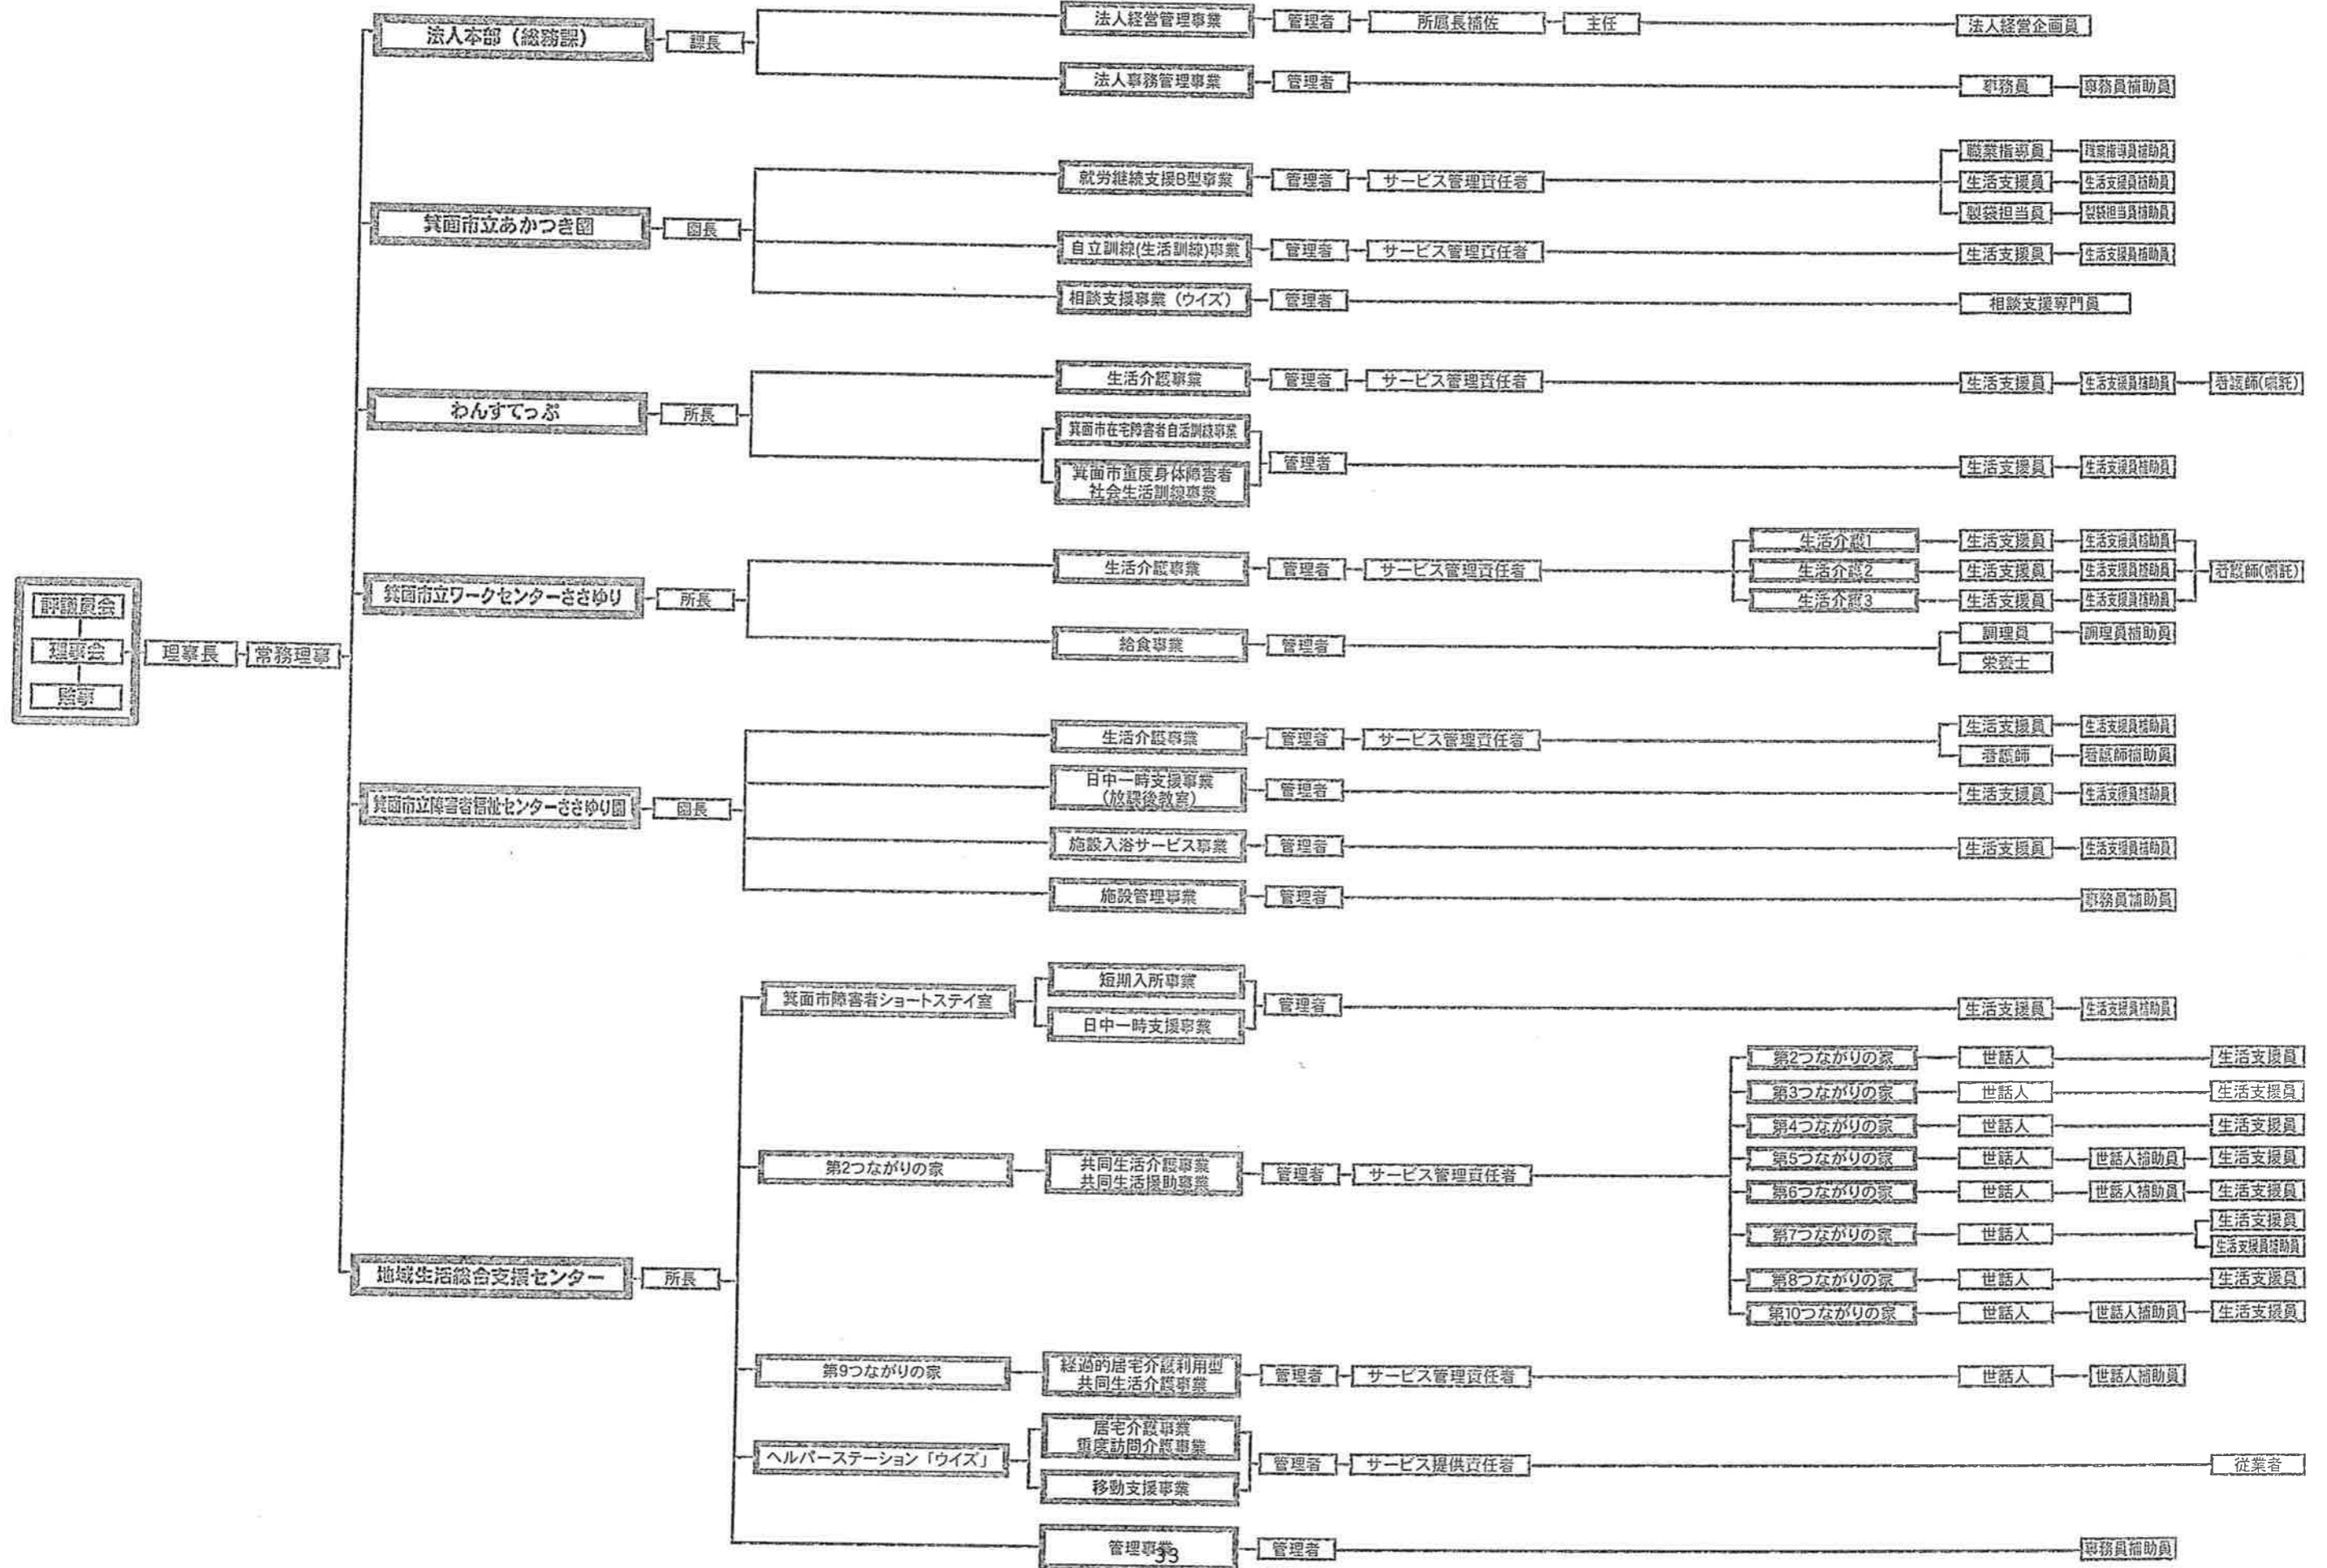 評議員会
理事会
監事
理事長
常務理事
法人本部（総務課）
課長
法人経営管理事業
管理者
所属長補佐
主任
法人経営企画員
法人事務管理事業
管理者
事務員
事務員補助員
箕面市立あかつき園
園長
就労継続支援B型事業
管理者
サービス管理責任者
職業指導員
職業指導員補助員
生活支援員
生活支援員補助員
製袋担当員
製袋担当員補助員
自立訓練(生活訓練)事業
管理者
サービス管理責任者
生活支援員
生活支援員補助員
相談支援事業（ウイズ）
管理者
相談支援専門員
わんすてっぷ
所長
生活介護事業
管理者
サービス管理責任者
生活支援員
生活支援員補助員
看護師(嘱託)
箕面市在宅障害者自活訓練事業
箕面市重度身体障害者
社会生活訓練事業
管理者
生活支援員
生活支援員補助員
箕面市立ワークセンターささゆり
所長
生活介護事業
管理者
サービス管理責任者
生活介護1
生活支援員
生活支援員補助員
生活介護2
生活支援員
生活支援員補助員
生活介護3
生活支援員
生活支援員補助員
看護師(嘱託)
給食事業
管理者
調理員
調理員補助員
栄養士
箕面市立障害者福祉センターささゆり園
園長
生活介護事業
管理者
サービス管理責任者
生活支援員
生活支援員補助員
看護師
看護師補助員
日中一時支援事業
（放課後教室）
管理者
生活支援員
生活支援員補助員
施設入浴サービス事業
管理者
生活支援員
生活支援員補助員
施設管理事業
管理者
事務員補助員
地域生活総合支援センター
所長
箕面市障害者ショートステイ室
短期入所事業
日中一時支援事業
管理者
生活支援員
生活支援員補助員
第2つながりの家
共同生活介護事業
共同生活援助事業
管理者
サービス管理責任者
第2つながりの家
世話人
生活支援員
第3つながりの家
世話人
生活支援員
第4つながりの家
世話人
生活支援員
第5つながりの家
世話人
世話人補助員
生活支援員
第6つながりの家
世話人
世話人補助員
生活支援員
第7つながりの家
世話人
生活支援員
生活支援員補助員
第8つながりの家
世話人
生活支援員
第10つながりの家
世話人
世話人補助員
生活支援員
第9つながりの家
経過的居宅介護利用型
共同生活介護事業
管理者
サービス管理責任者
世話人
世話人補助員
ヘルパーステーション「ウイズ」
居宅介護事業
重度訪問介護事業
移動支援事業
管理者
サービス提供責任者
従業者
管理事業
管理者
事務員補助員
33